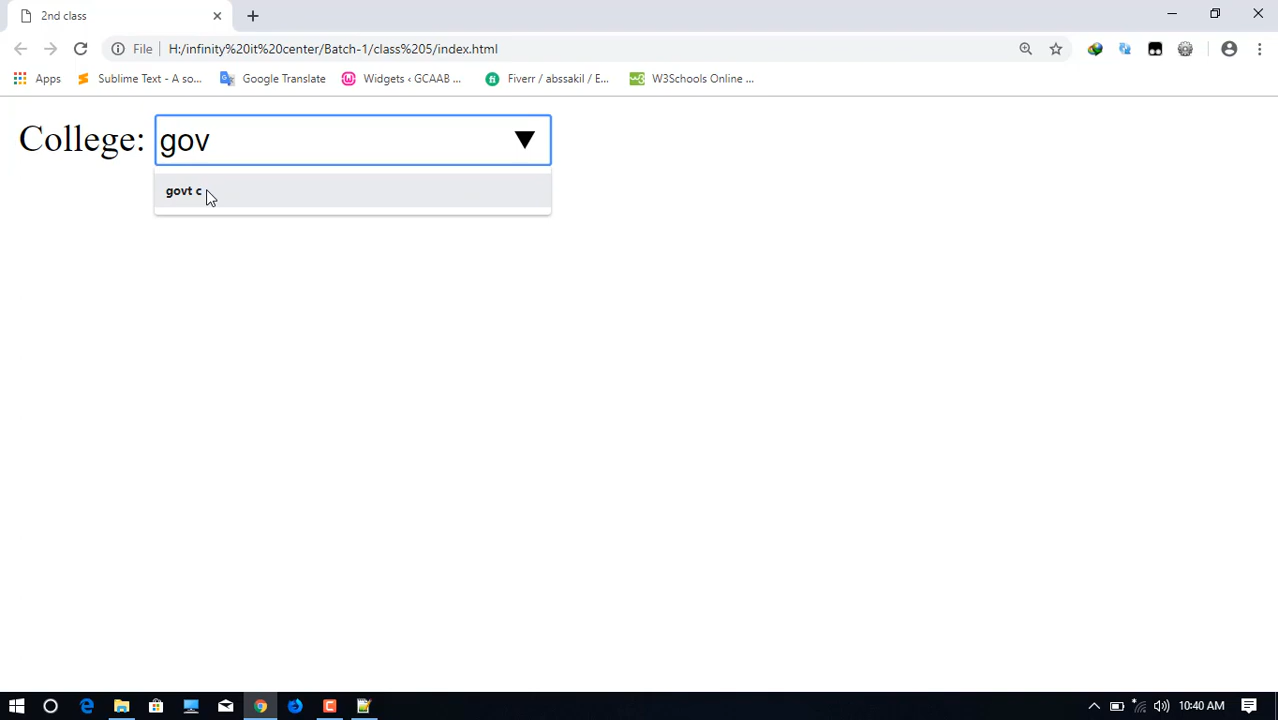 2nd class
File
H:/infinity%20it%20center/Batch-1/class%205/index.html
Apps
Sublime Text - A so...
Google Translate
Widgets ‹ GCAAB ...
Fiverr / abssakil / E...
W3Schools Online ...
College: gov
govt c
10:40 AM